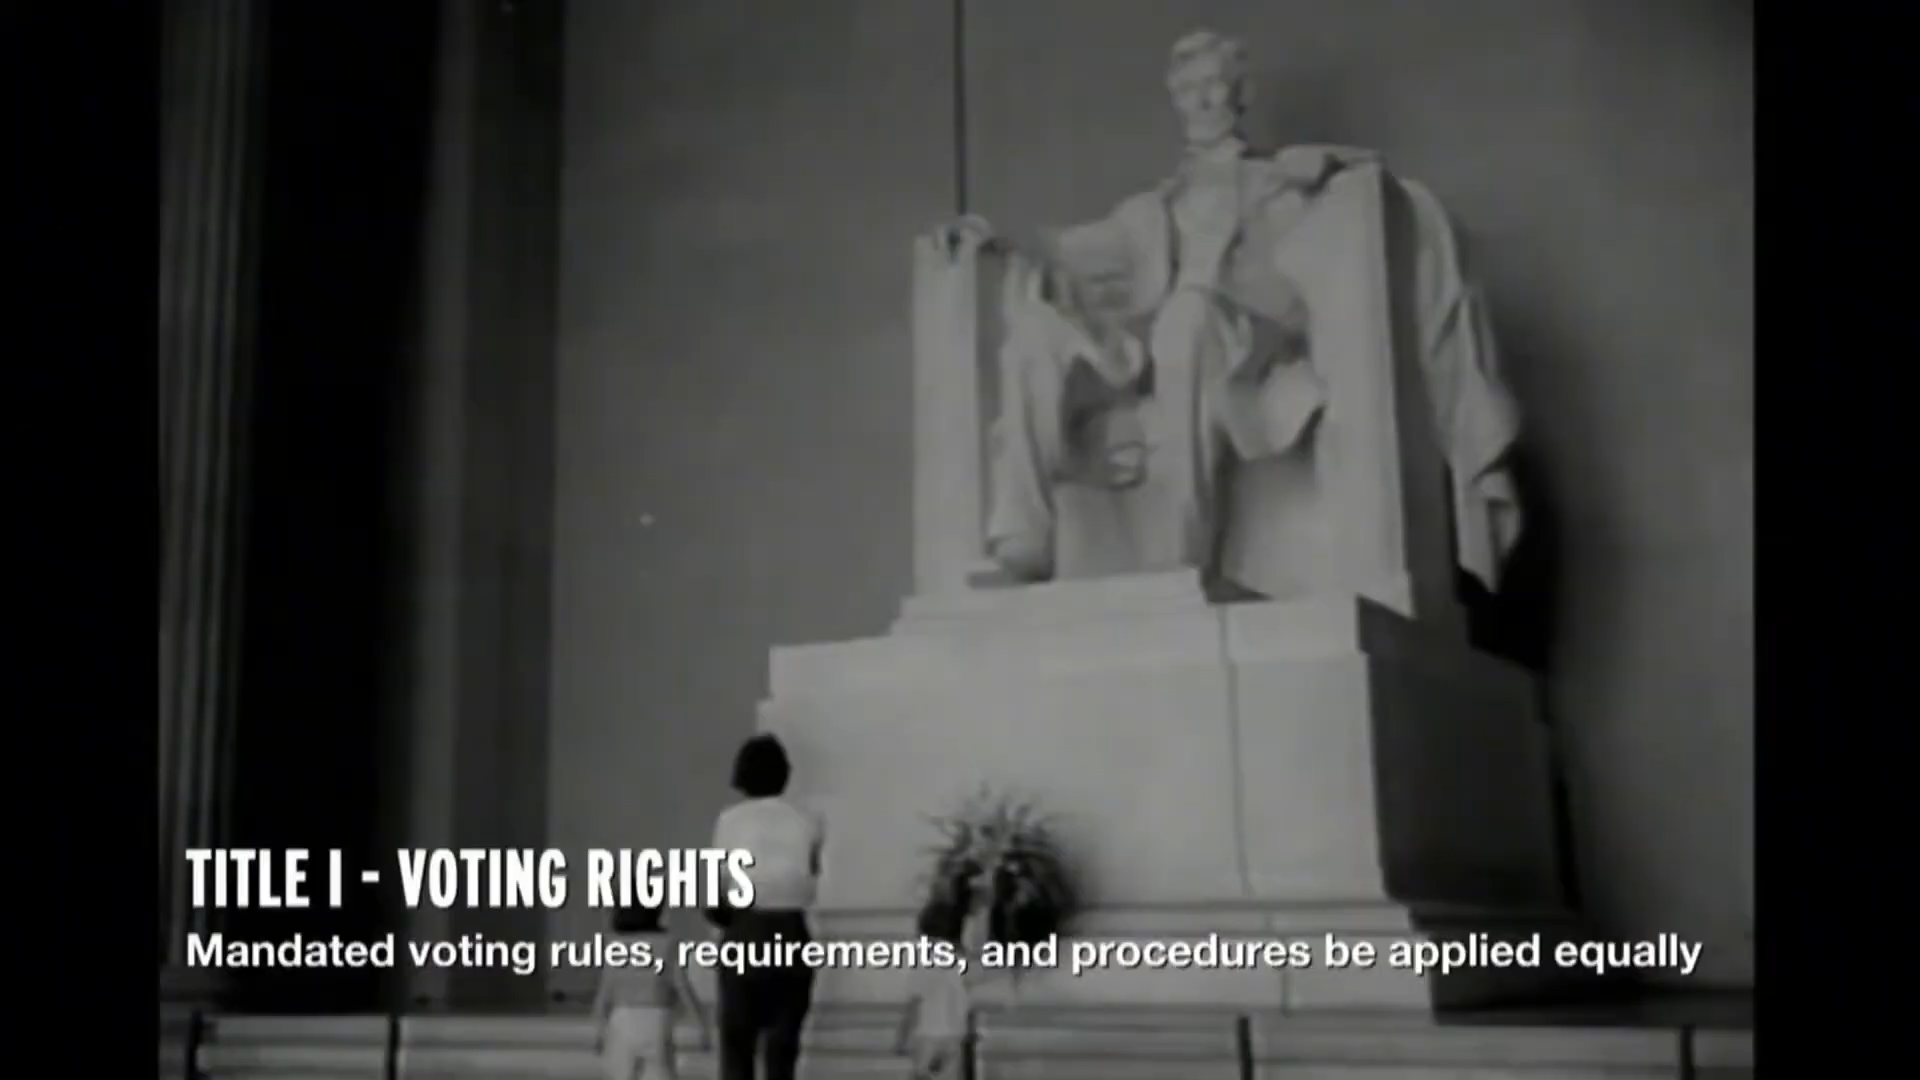 TITLE I - VOTING RIGHTS
Mandated voting rules, requirements, and procedures be applied equally